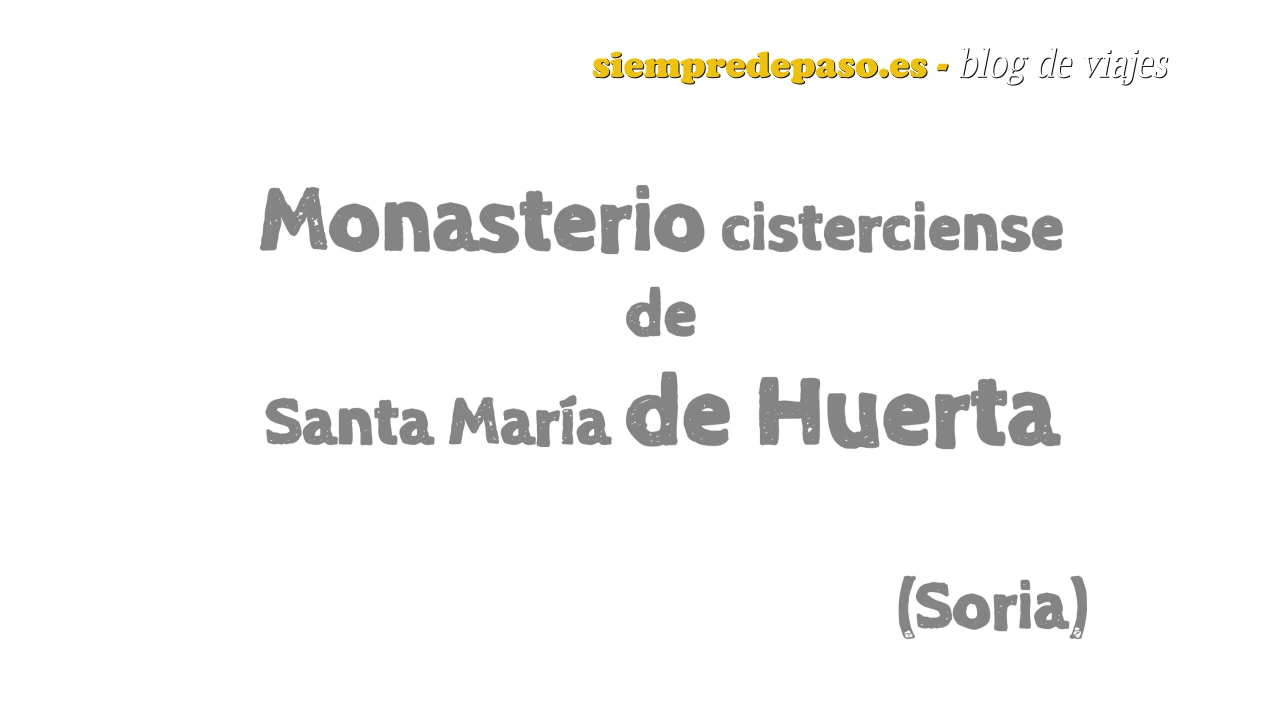 siempredepaso.es - blog de viajes
Monasterio cisterciense
de
Santa María de Huerta
(Soria)